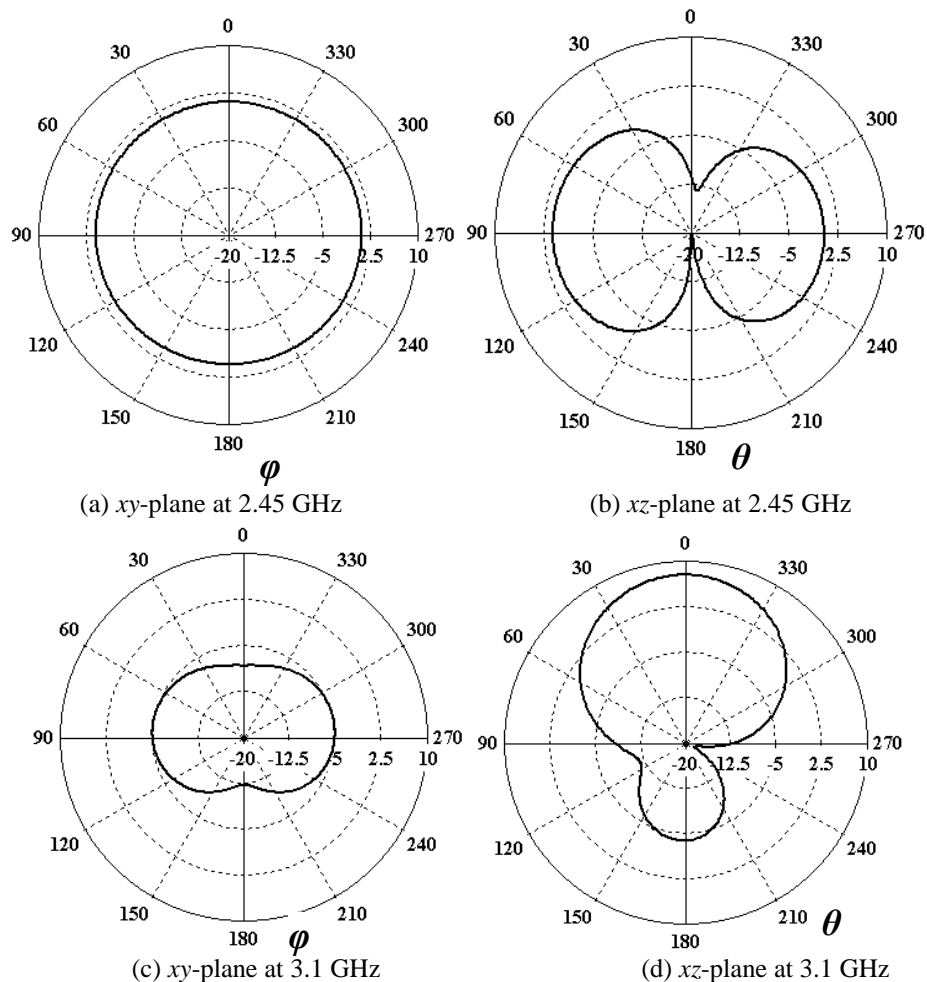 0
30 330
60 300
90 270
-20 -12.5 -5 2.5 10
120 240
150 210
180
φ
(a) xy-plane at 2.45 GHz
0
30 330
60 300
90 270
-20 -12.5 -5 2.5 10
120 240
150 210
180
θ
(b) xz-plane at 2.45 GHz
0
30 330
60 300
90 270
-20 -12.5 -5 2.5 10
120 240
150 210
180
φ
(c) xy-plane at 3.1 GHz
0
30 330
60 300
90 270
-20 -12.5 -5 2.5 10
120 240
150 210
180
θ
(d) xz-plane at 3.1 GHz